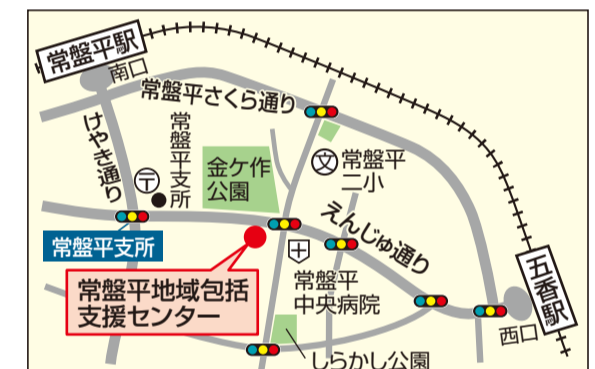 常盤平駅
南口
常盤平さくら通り
けやき通り
常盤平支所
〒
金ケ作
公園
文
常盤平
二小
えんじゅ通り
常盤平支所
常盤平地域包括
支援センター
常盤平
中央病院
五香駅
西口
しらかし公園